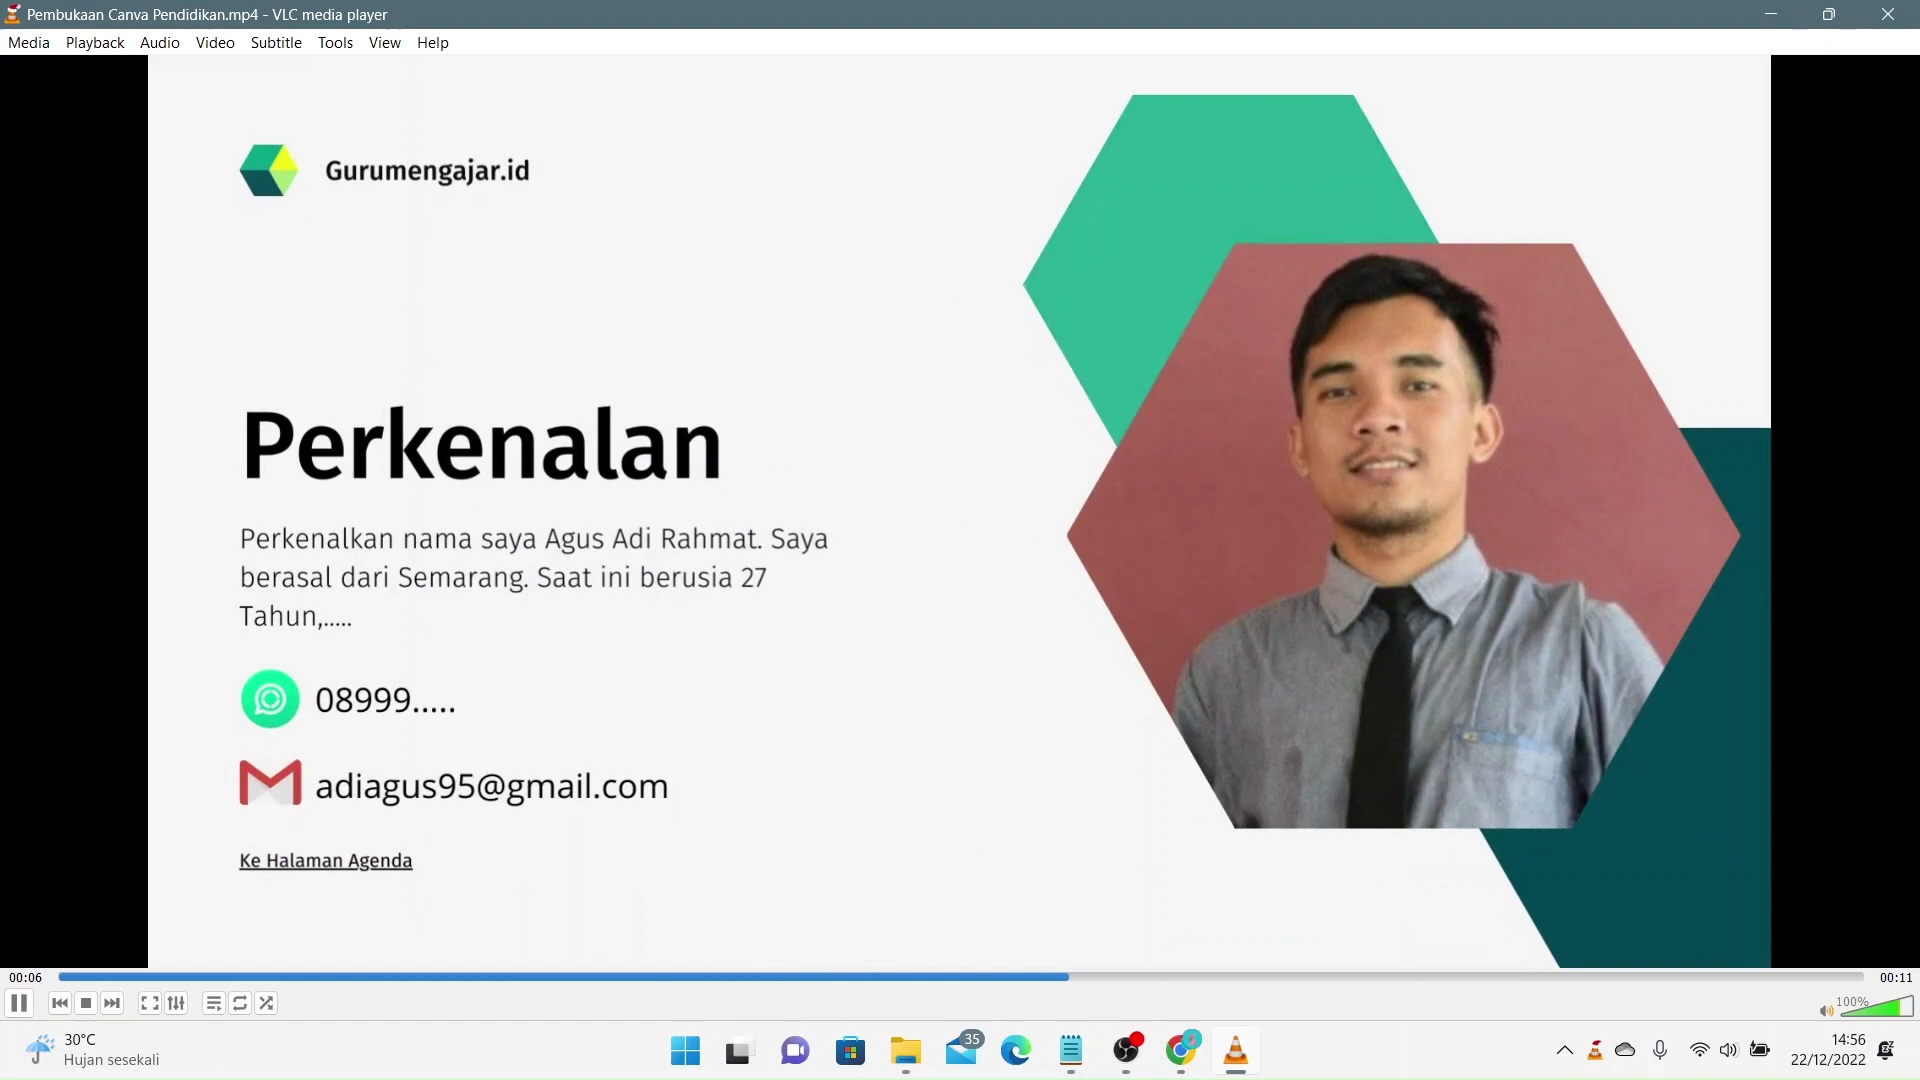 Pembukaan Canva Pendidikan.mp4 - VLC media player
Media Playback Audio Video Subtitle Tools View Help
Gurumengajar.id
Perkenalan
Perkenalkan nama saya Agus Adi Rahmat. Saya
berasal dari Semarang. Saat ini berusia 27
Tahun,.....
08999.....
adiagus95@gmail.com
Ke Halaman Agenda
00:06 00:11
100%
30°C
Hujan sesekali
35
14:56
22/12/2022